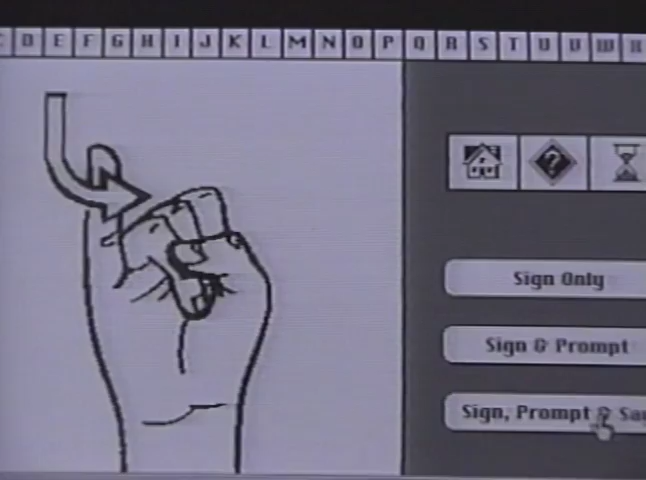 D E F G H I J K L M N O P Q R S T U V W
?
Sign Only
Sign & Prompt
Sign, Prompt &